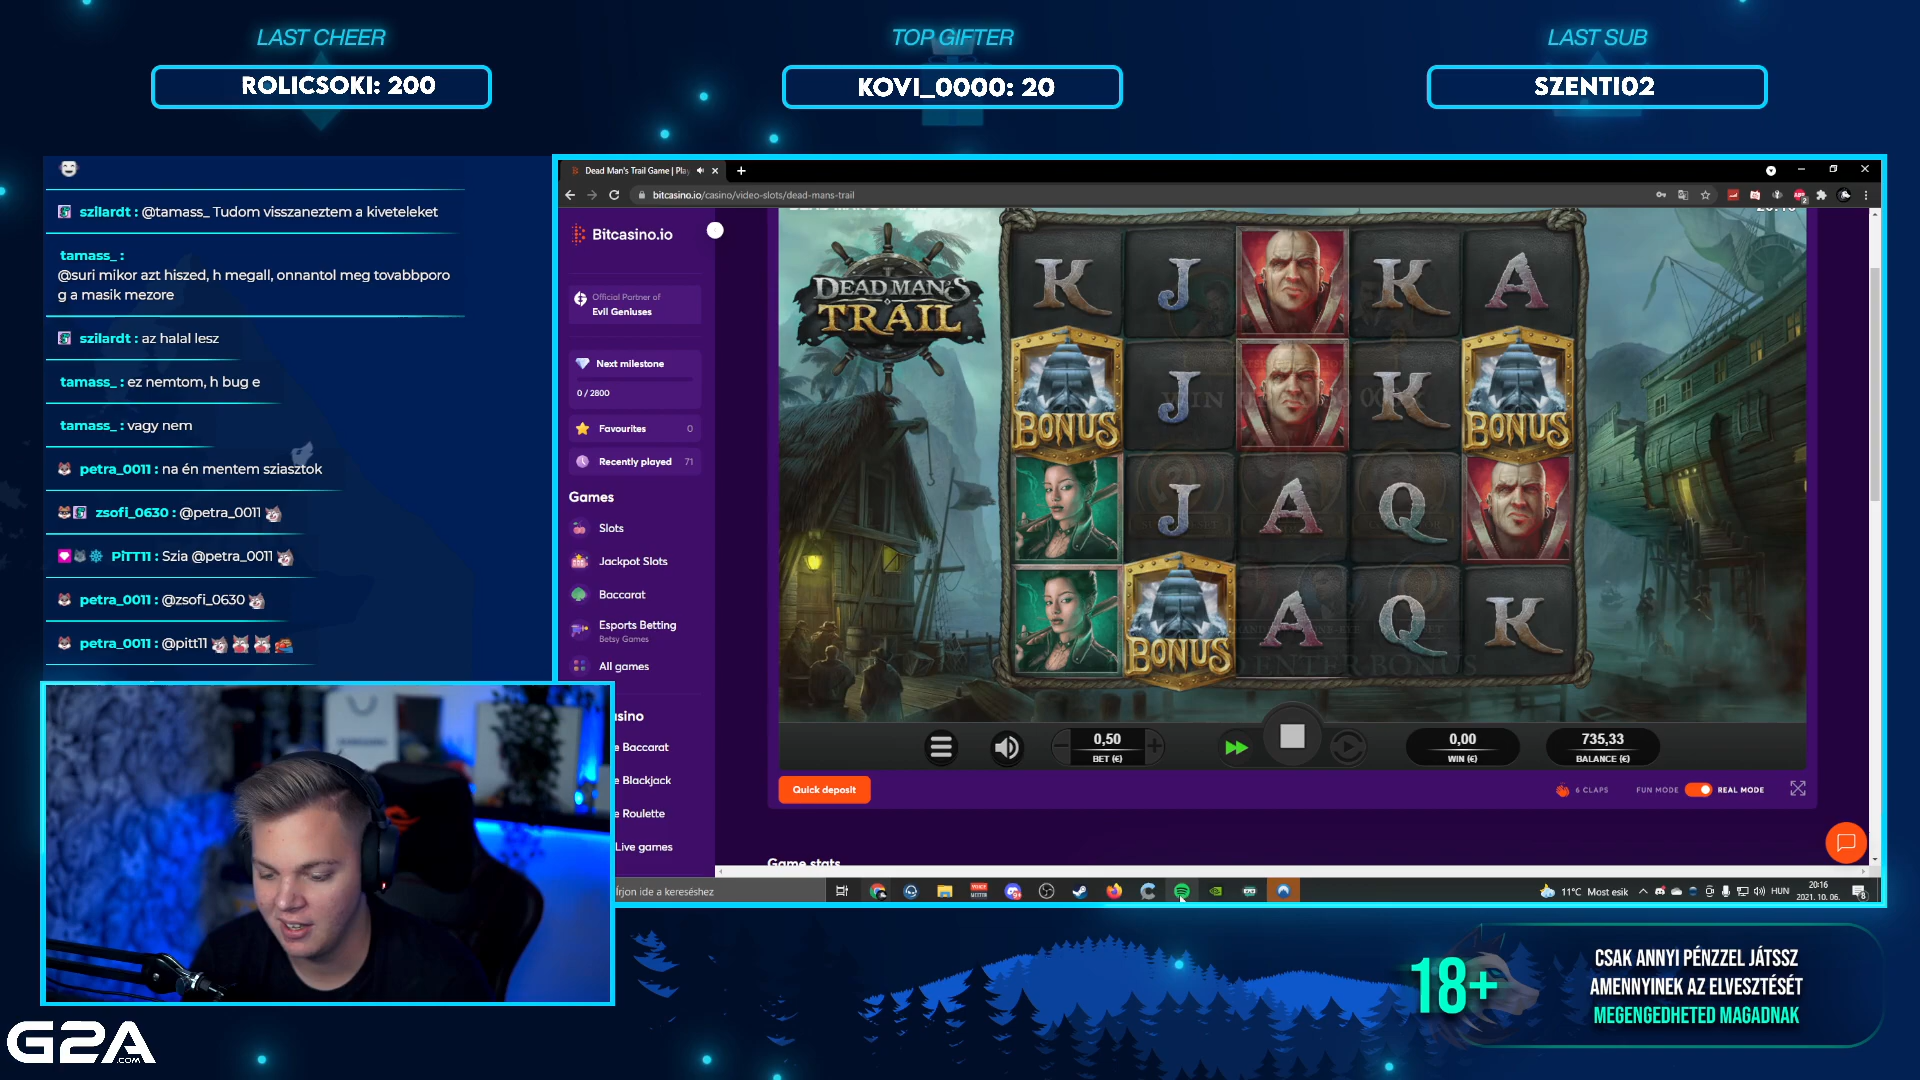 LAST CHEER
ROLICSOKI: 200
TOP GIFTER
KOVI_0000: 20
LAST SUB
SZENTI02
szilardt : @tamass_ Tudom visszaneztem a kiveteleket
tamass_ :
@suri mikor azt hiszed, h megall, onnantol meg tovabbporo
g a masik mezore
szilardt : az halal lesz
tamass_ : ez nemtom, h bug e
tamass_ : vagy nem
petra_0011 : na én mentem sziasztok
zsofi_0630 : @petra_0011
PiTT11 : Szia @petra_0011
petra_0011 : @zsofi_0630
petra_0011 : @pitt11
Dead Man's Trail Game | Play
bitcasino.io/casino/video-slots/dead-mans-trail
Bitcasino.io
Official Partner of
Evil Geniuses
Next milestone
0 / 2800
Favourites 0
Recently played 71
Games
Slots
Jackpot Slots
Baccarat
Esports Betting
Betsy Games
All games
sino
e Baccarat
e Blackjack
e Roulette
Live games
DEAD MAN'S
TRAIL
K J K A
BONUS J K BONUS
J A Q
BONUS A Q K
0,50
BET (€)
0,00
WIN (€)
735,33
BALANCE (€)
Quick deposit
6 CLAPS
FUN MODE
REAL MODE
Game stats
Írjon ide a kereséshez
11°C Most esik
HUN
20:16
2021. 10. 06.
18+
CSAK ANNYI PÉNZZEL JÁTSSZ
AMENNYINEK AZ ELVESZTÉSÉT
MEGENGEDHETED MAGADNAK
G2A
.COM